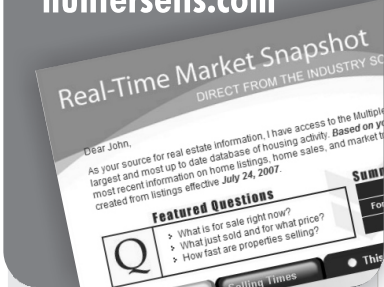 huntersells.com
Real-Time Market Snapshot
DIRECT FROM THE INDUSTRY
Dear John,
As your source for real estate information, I have access to the Multiple
largest and most up to date database of housing activity. Based on
most recent information on home listings, home sales, and market
created from listings effective July 24, 2007.
Featured Questions
Q
What is for sale right now?
What just sold and for what price?
How fast are properties selling?
Selling Times
This